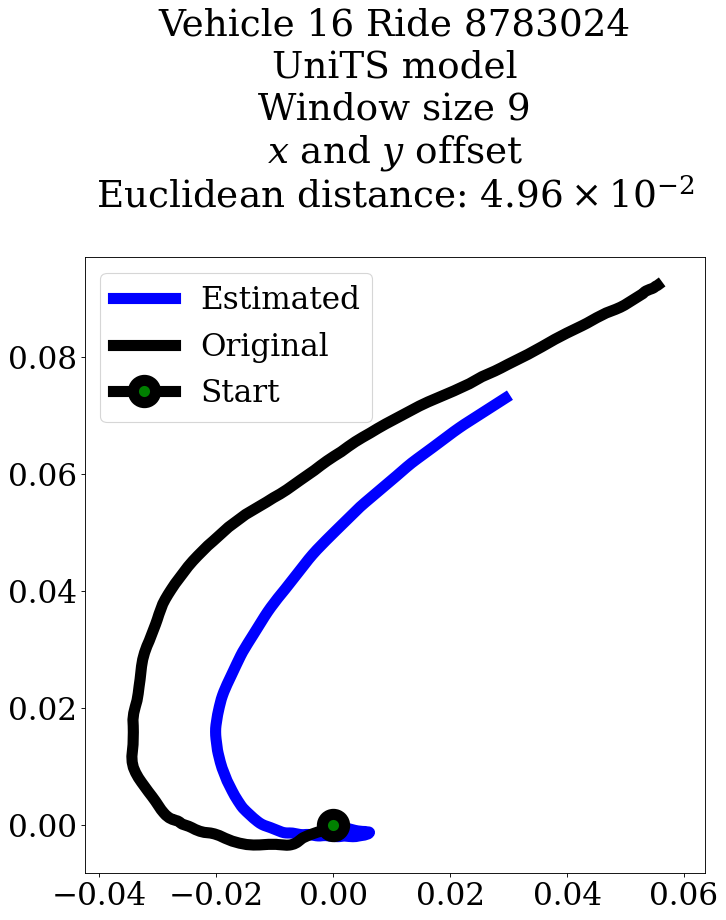 Vehicle 16 Ride 8783024
UniTS model
Window size 9
x and y offset
Euclidean distance: 4.96 × 10⁻²
Estimated
Original
Start
0.08
0.06
0.04
0.02
0.00
−0.04 −0.02 0.00 0.02 0.04 0.06